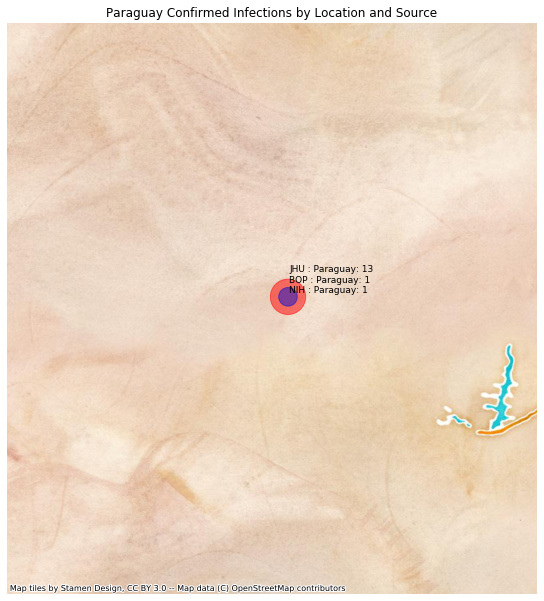 Paraguay Confirmed Infections by Location and Source
JHU : Paraguay: 13
BOP : Paraguay: 1
NIH : Paraguay: 1
Map tiles by Stamen Design, CC BY 3.0 -- Map data (C) OpenStreetMap contributors